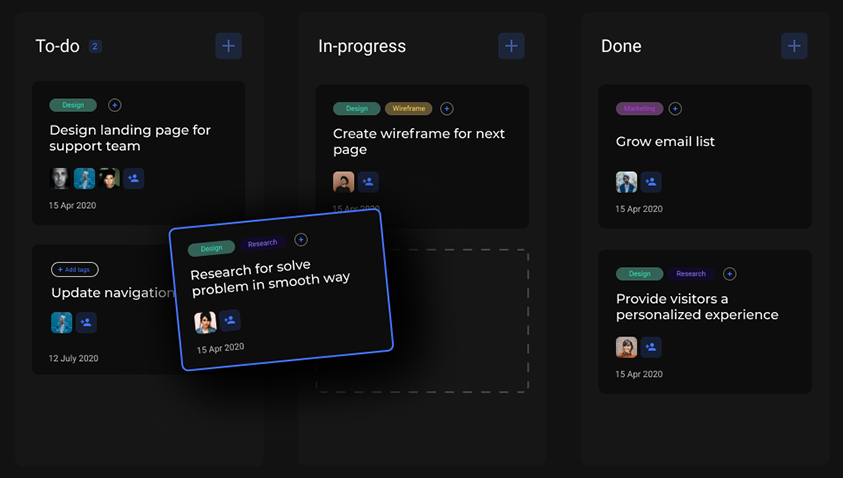 To-do 2
Design
Design landing page for
support team
15 Apr 2020
+ Add tags
Update navigation
12 July 2020
Design Research
Research for solve
problem in smooth way
15 Apr 2020
In-progress
Design Wireframe
Create wireframe for next
page
15 Apr 2020
Done
Marketing
Grow email list
15 Apr 2020
Design Research
Provide visitors a
personalized experience
15 Apr 2020